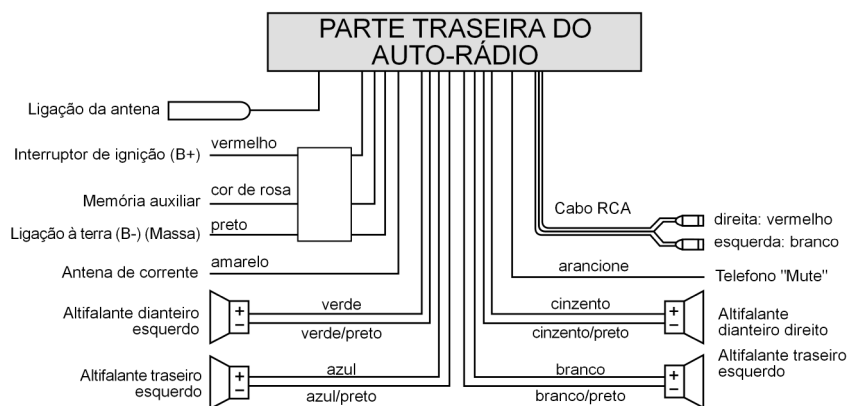 PARTE TRASEIRA DO
AUTO-RÁDIO
Ligação da antena
Interruptor de ignição (B+)
vermelho
Memória auxiliar
cor de rosa
Ligação à terra (B-) (Massa)
preto
Antena de corrente
amarelo
Altifalante dianteiro
esquerdo
+
−
verde
verde/preto
Altifalante traseiro
esquerdo
+
−
azul
azul/preto
Cabo RCA
direita: vermelho
esquerda: branco
arancione
Telefono "Mute"
cinzento
cinzento/preto
+
−
Altifalante
dianteiro direito
branco
branco/preto
+
−
Altifalante traseiro
esquerdo